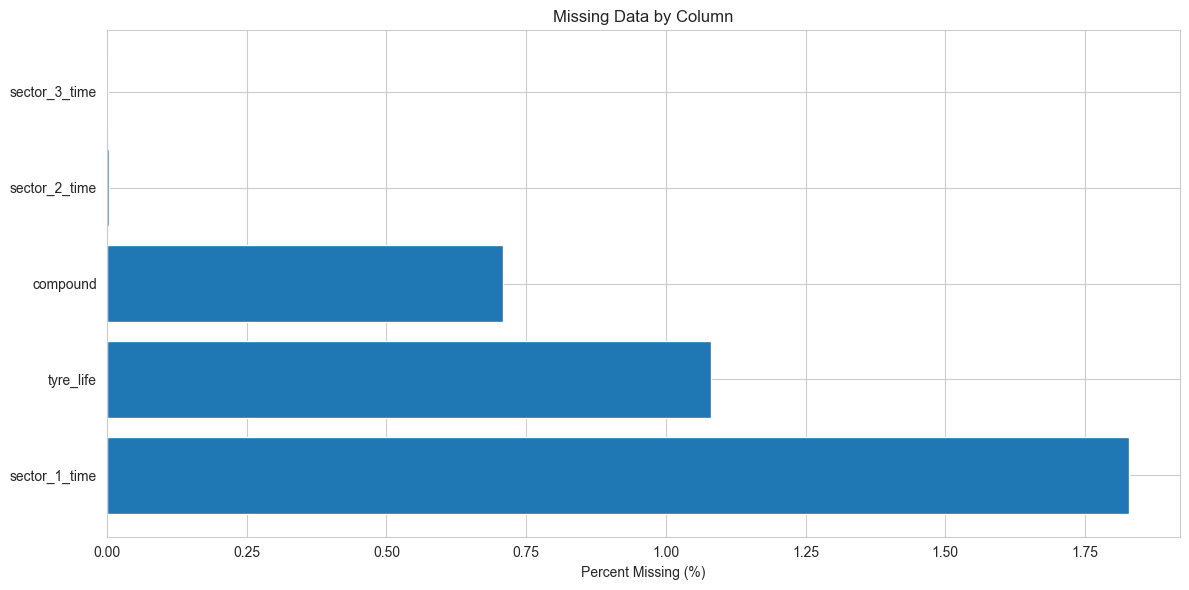 Missing Data by Column
sector_3_time
sector_2_time
compound
tyre_life
sector_1_time
0.00 0.25 0.50 0.75 1.00 1.25 1.50 1.75
Percent Missing (%)